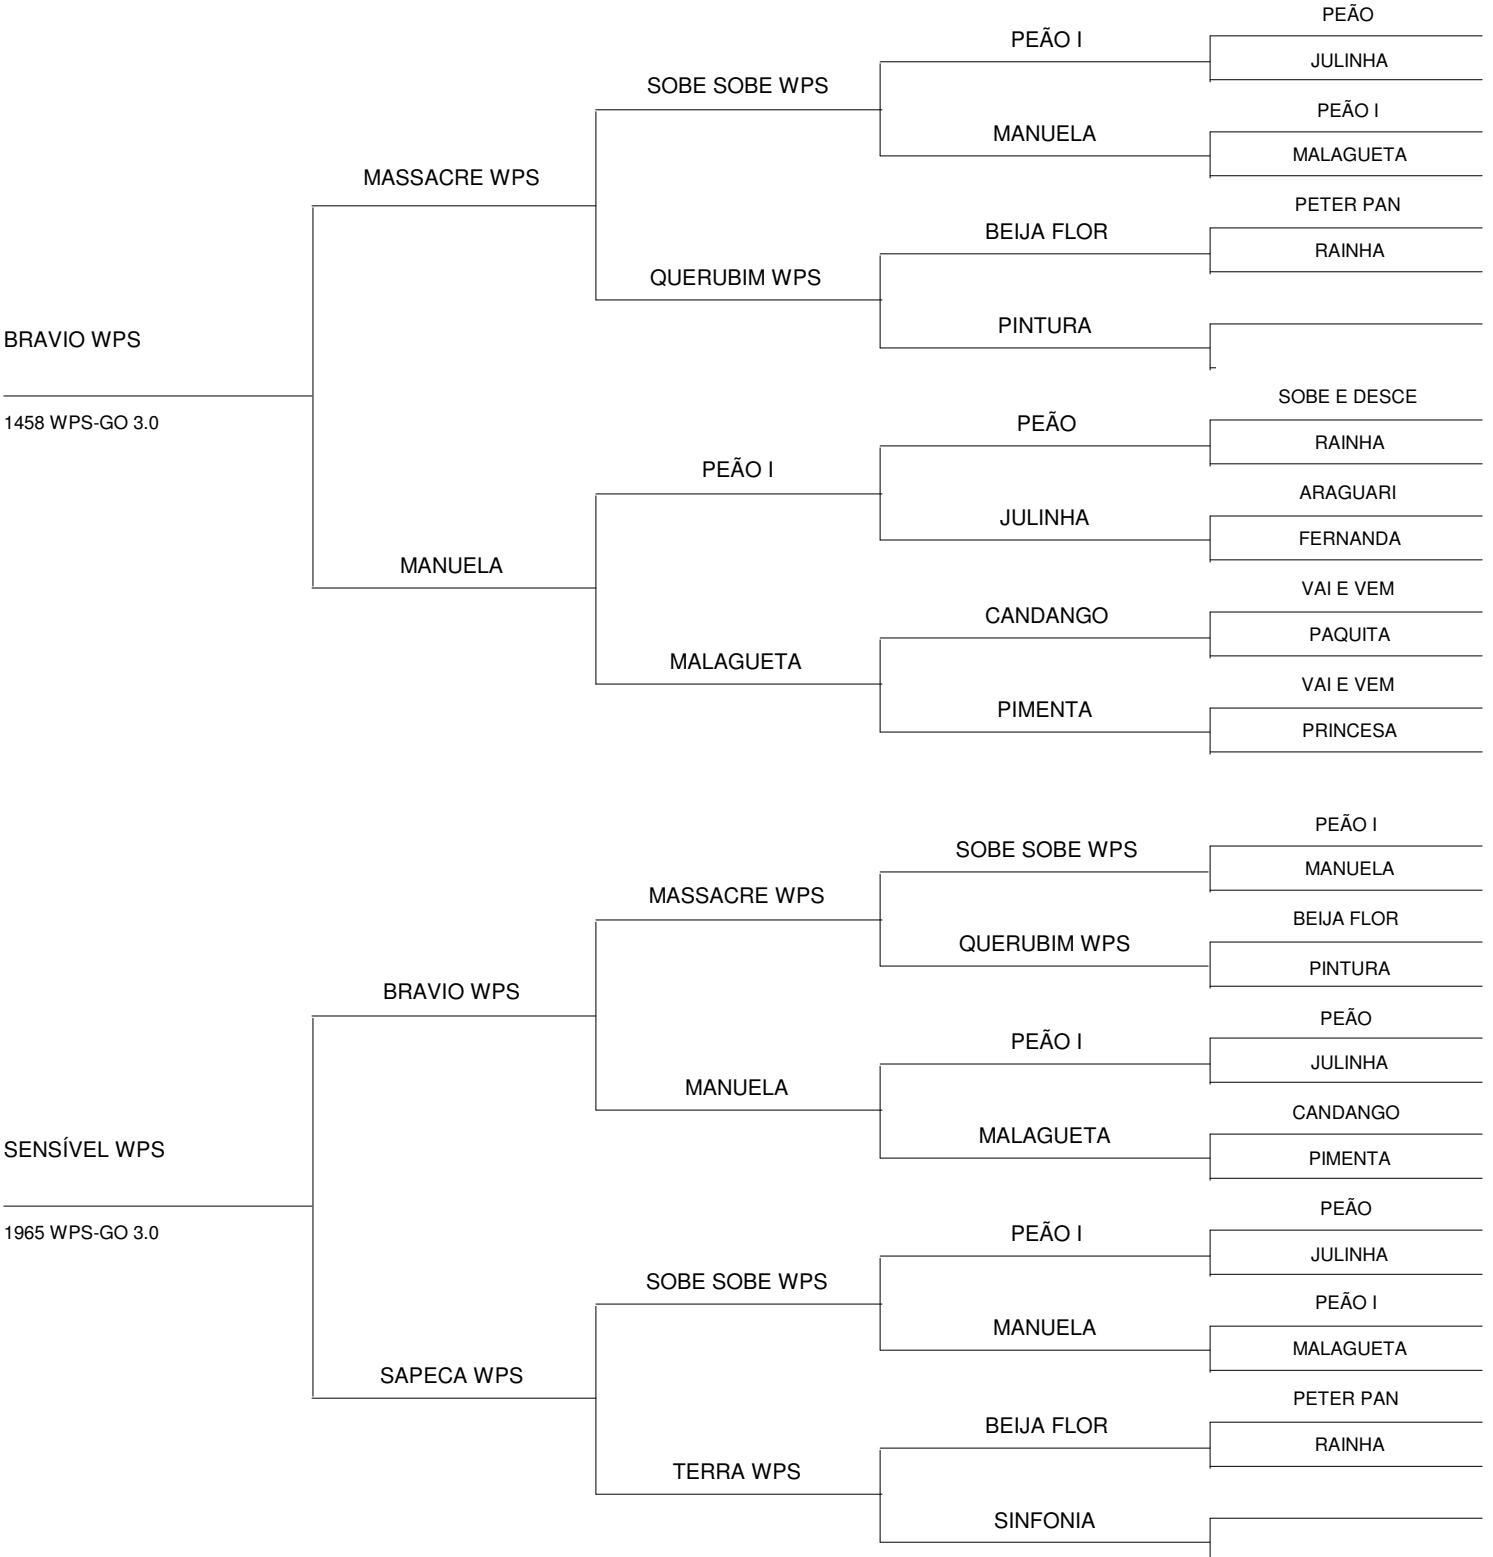 PEÃO
PEÃO I
JULINHA
SOBE SOBE WPS
PEÃO I
MANUELA
MALAGUETA
MASSACRE WPS
PETER PAN
BEIJA FLOR
RAINHA
QUERUBIM WPS
PINTURA
BRAVIO WPS
SOBE E DESCE
1458 WPS-GO 3.0
PEÃO
RAINHA
PEÃO I
ARAGUARI
JULINHA
FERNANDA
MANUELA
VAI E VEM
CANDANGO
PAQUITA
MALAGUETA
VAI E VEM
PIMENTA
PRINCESA
PEÃO I
SOBE SOBE WPS
MANUELA
MASSACRE WPS
BEIJA FLOR
QUERUBIM WPS
PINTURA
BRAVIO WPS
PEÃO
PEÃO I
JULINHA
MANUELA
CANDANGO
MALAGUETA
PIMENTA
SENSÍVEL WPS
PEÃO
1965 WPS-GO 3.0
PEÃO I
JULINHA
SOBE SOBE WPS
PEÃO I
MANUELA
MALAGUETA
SAPECA WPS
PETER PAN
BEIJA FLOR
RAINHA
TERRA WPS
SINFONIA